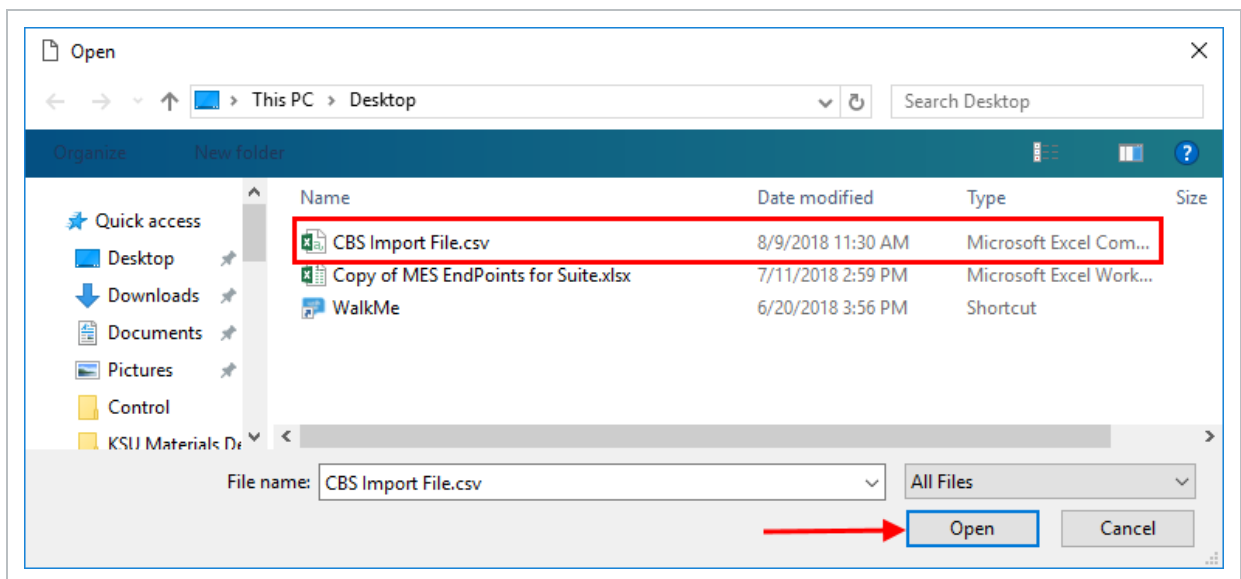 Open
This PC > Desktop
Search Desktop
Organize New folder
Name Date modified Type Size
Quick access
Desktop
Downloads
Documents
Pictures
Control
KSU Materials De
CBS Import File.csv 8/9/2018 11:30 AM Microsoft Excel Com...
Copy of MES EndPoints for Suite.xlsx 7/11/2018 2:59 PM Microsoft Excel Work...
WalkMe 6/20/2018 3:56 PM Shortcut
File name: CBS Import File.csv All Files
Open Cancel